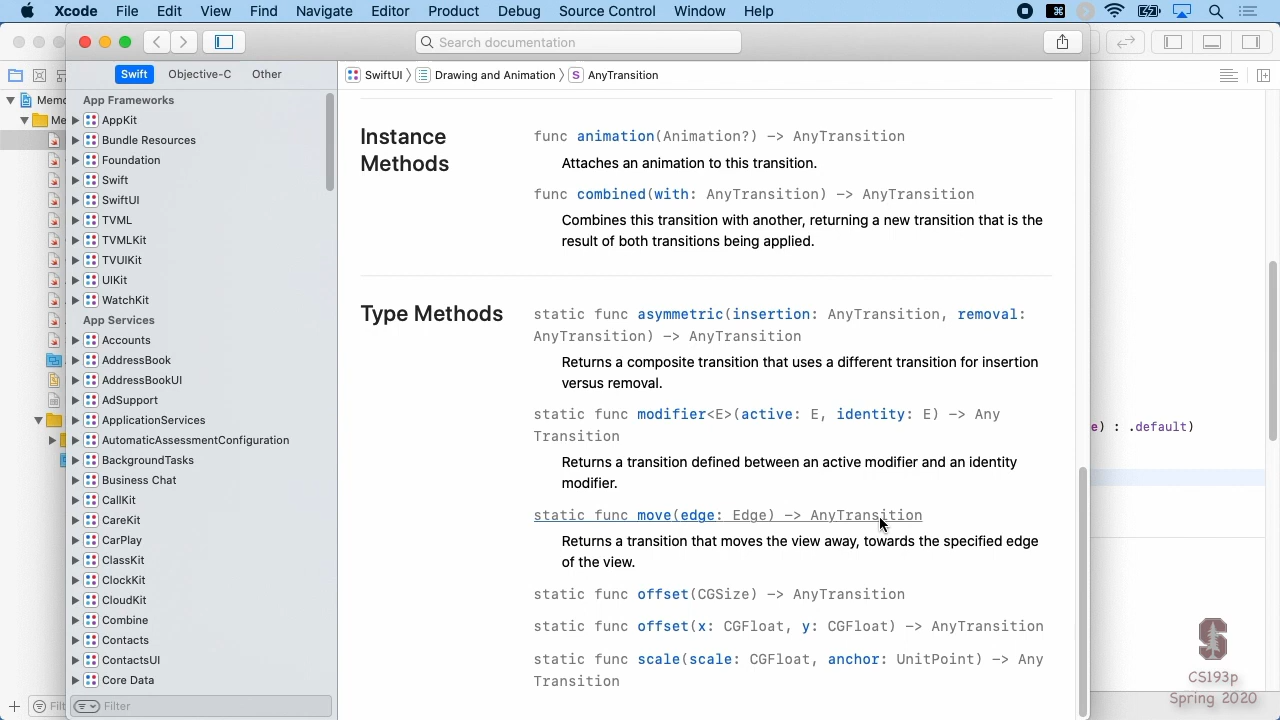 Xcode File Edit View Find Navigate Editor Product Debug Source Control Window Help
Search documentation
Swift Objective-C Other
SwiftUI Drawing and Animation S AnyTransition
Memo
Me
App Frameworks
AppKit
Bundle Resources
Foundation
Swift
SwiftUI
TVML
TVMLKit
TVUIKit
UIKit
WatchKit
App Services
Accounts
AddressBook
AddressBookUI
AdSupport
ApplicationServices
AutomaticAssessmentConfiguration
BackgroundTasks
Business Chat
CallKit
CareKit
CarPlay
ClassKit
ClockKit
CloudKit
Combine
Contacts
ContactsUI
Core Data
Filt
Filter
Instance
Methods
func animation(Animation?) -> AnyTransition
Attaches an animation to this transition.
func combined(with: AnyTransition) -> AnyTransition
Combines this transition with another, returning a new transition that is the
result of both transitions being applied.
Type Methods
static func asymmetric(insertion: AnyTransition, removal:
AnyTransition) -> AnyTransition
Returns a composite transition that uses a different transition for insertion
versus removal.
static func modifier<E>(active: E, identity: E) -> Any
Transition
Returns a transition defined between an active modifier and an identity
modifier.
static func move(edge: Edge) -> AnyTransition
Returns a transition that moves the view away, towards the specified edge
of the view.
static func offset(CGSize) -> AnyTransition
static func offset(x: CGFloat, y: CGFloat) -> AnyTransition
static func scale(scale: CGFloat, anchor: UnitPoint) -> Any
Transition
e) : .default)
CS193p
Spring 2020